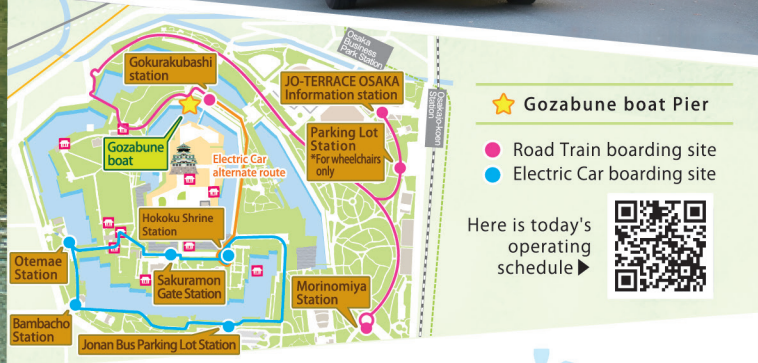 Osaka
Business
Park Station
Gokurakubashi
station
JO-TERRACE OSAKA
Information station
Osakajo-koen
Station
Parking Lot
Station
*For wheelchairs
only
Gozabune
boat
Electric Car
alternate route
Hokoku Shrine
Station
Otemae
Station
Sakuramon
Gate Station
Morinomiya
Station
Bambacho
Station
Jonan Bus Parking Lot Station
Gozabune boat Pier
Road Train boarding site
Electric Car boarding site
Here is today's
operating
schedule▶